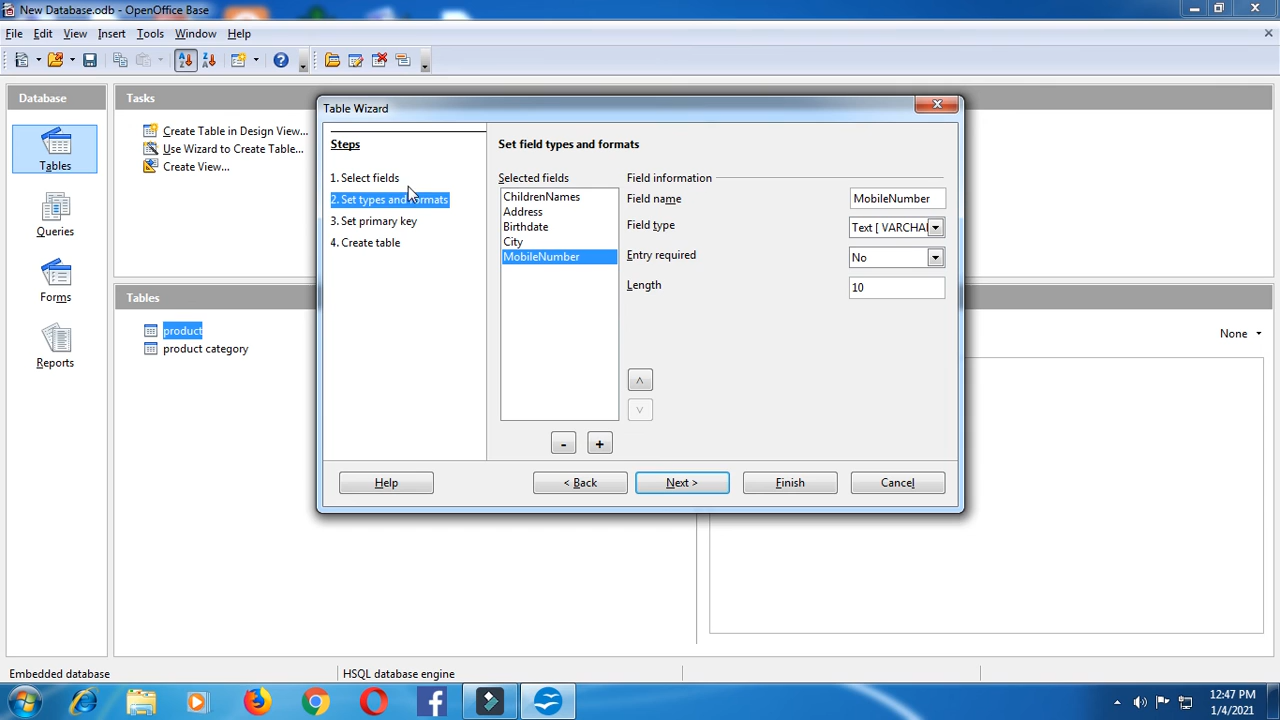 New Database.odb - OpenOffice Base
File Edit View Insert Tools Window Help
Database
Tables
Queries
Forms
Reports
Tasks
Create Table in Design View...
Use Wizard to Create Table...
Create View...
Tables
product
product category
None
Table Wizard
Steps
1. Select fields
2. Set types and formats
3. Set primary key
4. Create table
Set field types and formats
Selected fields
ChildrenNames
Address
Birthdate
City
MobileNumber
- +
Field information
Field name MobileNumber
Field type Text [ VARCHA
Entry required No
Length 10
Help < Back Next > Finish Cancel
Embedded database HSQL database engine
12:47 PM
1/4/2021